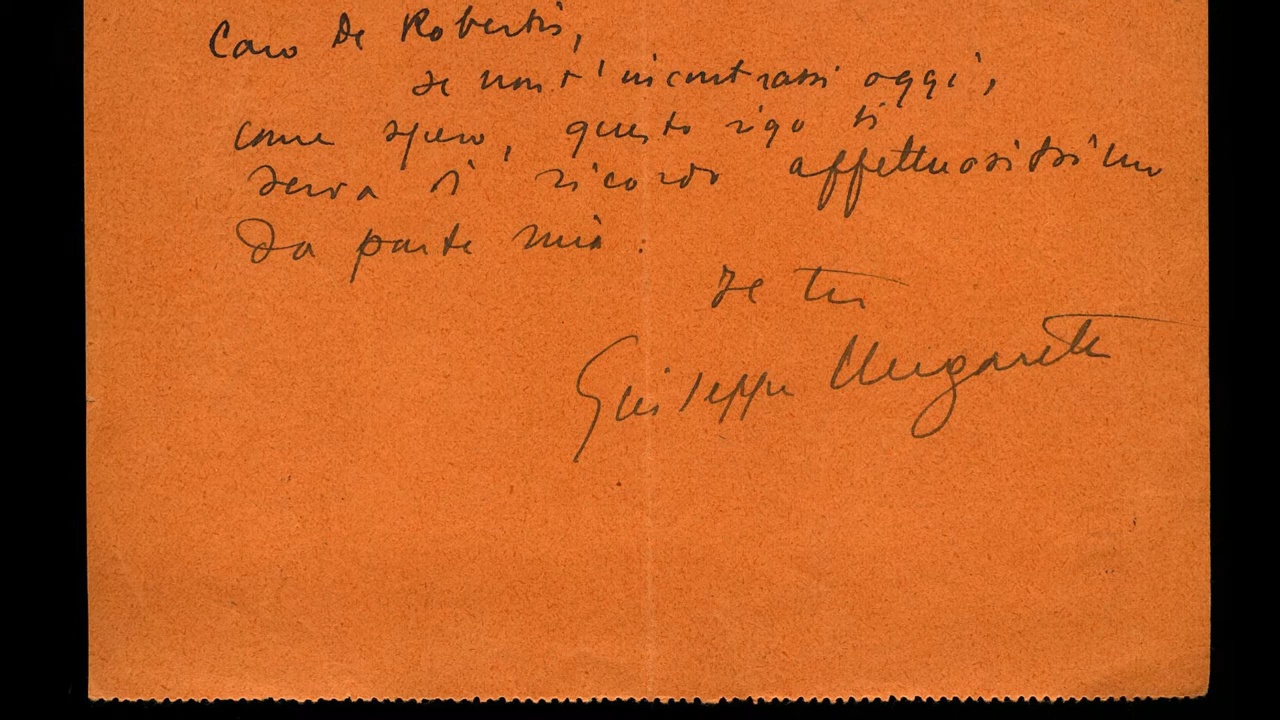 Caro De Robertis,
se non t'incontrassi oggi,
come spero, questo rigo ti
serva di ricordo affettuosissimo
da parte mia.
Il tuo
Giuseppe Ungaretti